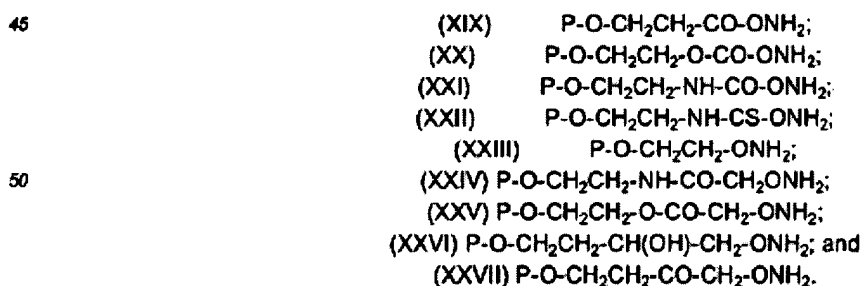 45 (XIX) P-O-CH₂CH₂-CO-ONH₂;
(XX) P-O-CH₂CH₂-O-CO-ONH₂;
(XXI) P-O-CH₂CH₂-NH-CO-ONH₂;
(XXII) P-O-CH₂CH₂-NH-CS-ONH₂;
(XXIII) P-O-CH₂CH₂-ONH₂;
50 (XXIV) P-O-CH₂CH₂-NH-CO-CH₂ONH₂;
(XXV) P-O-CH₂CH₂-O-CO-CH₂-ONH₂;
(XXVI) P-O-CH₂CH₂-CH(OH)-CH₂-ONH₂; and
(XXVII) P-O-CH₂CH₂-CO-CH₂-ONH₂.